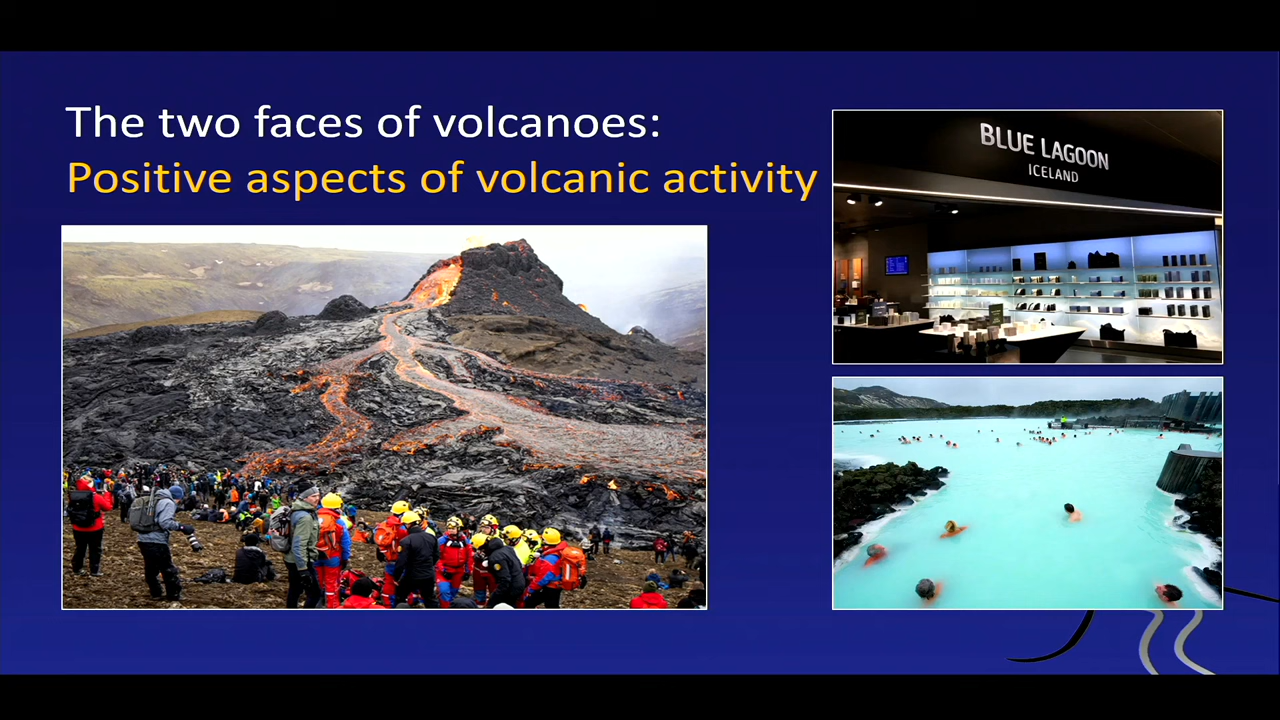 The two faces of volcanoes:
Positive aspects of volcanic activity
BLUE LAGOON
ICELAND